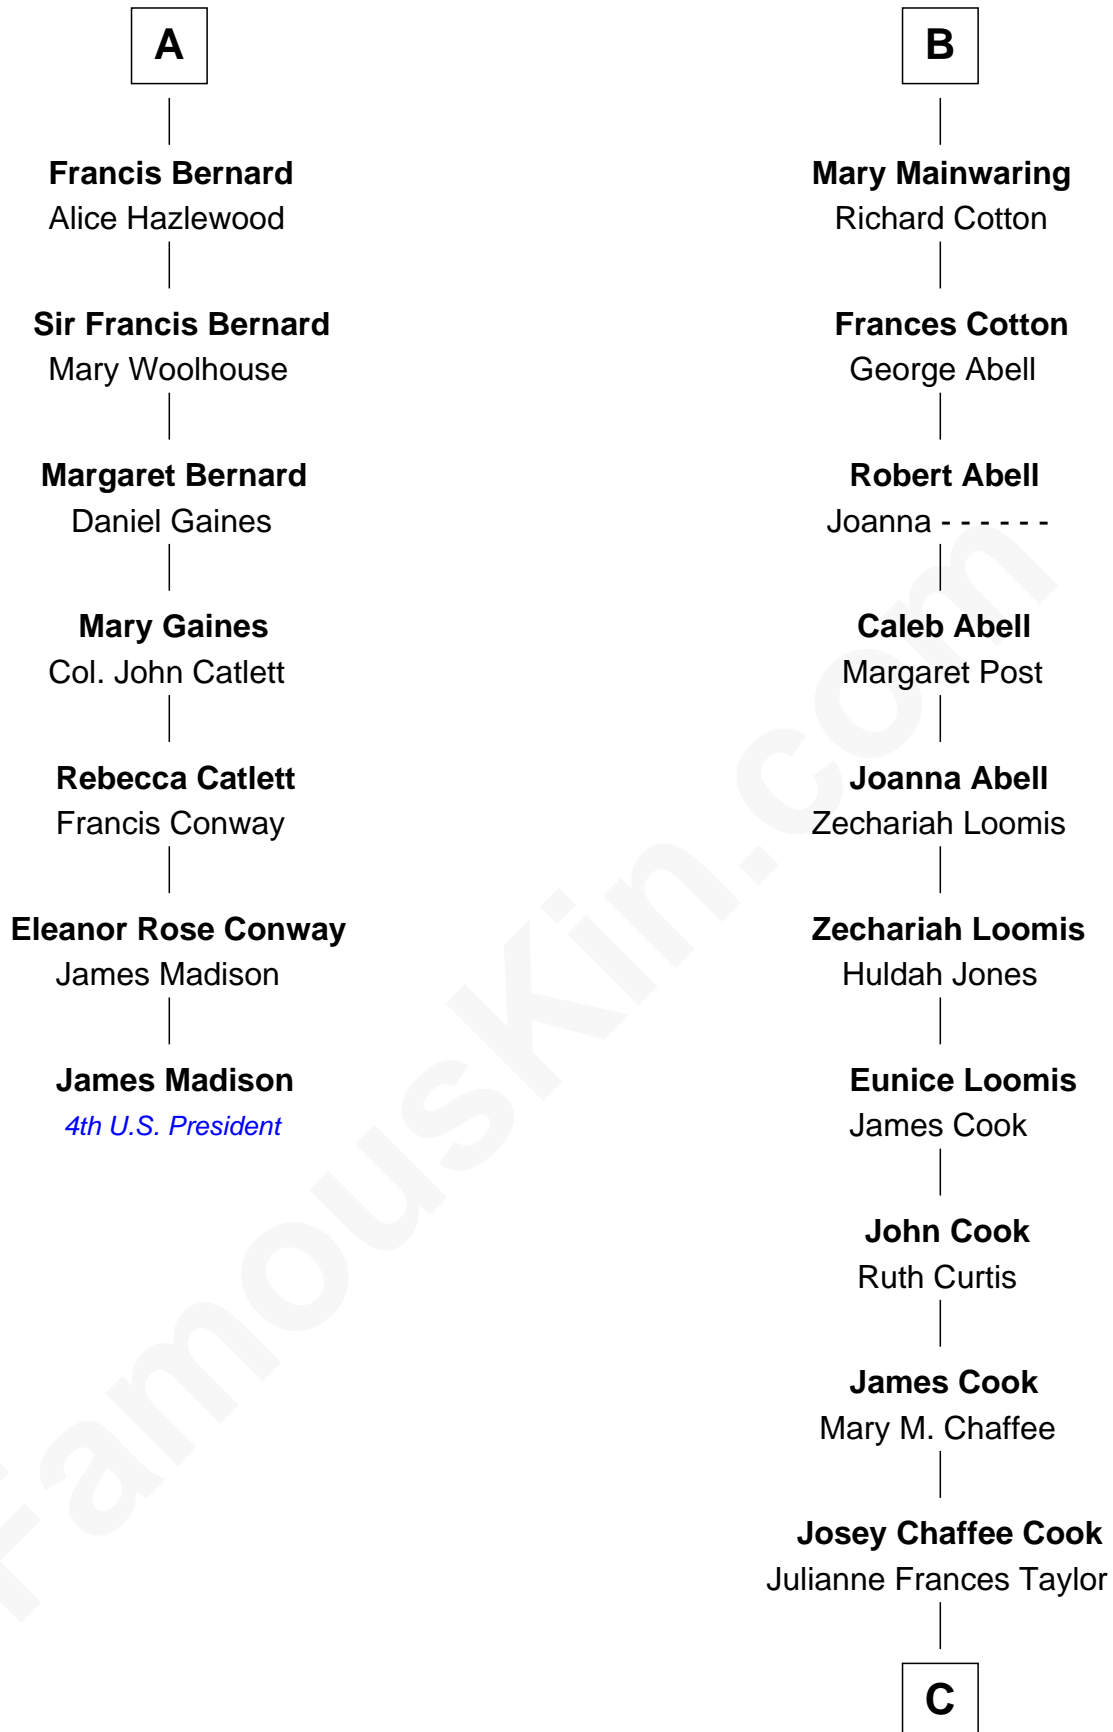 A
Francis Bernard
Alice Hazlewood
Sir Francis Bernard
Mary Woolhouse
Margaret Bernard
Daniel Gaines
Mary Gaines
Col. John Catlett
Rebecca Catlett
Francis Conway
Eleanor Rose Conway
James Madison
James Madison
4th U.S. President
B
Mary Mainwaring
Richard Cotton
Frances Cotton
George Abell
Robert Abell
Joanna - - - - - -
Caleb Abell
Margaret Post
Joanna Abell
Zechariah Loomis
Zechariah Loomis
Huldah Jones
Eunice Loomis
James Cook
John Cook
Ruth Curtis
James Cook
Mary M. Chaffee
Josey Chaffee Cook
Julianne Frances Taylor
C
FamousKin.com